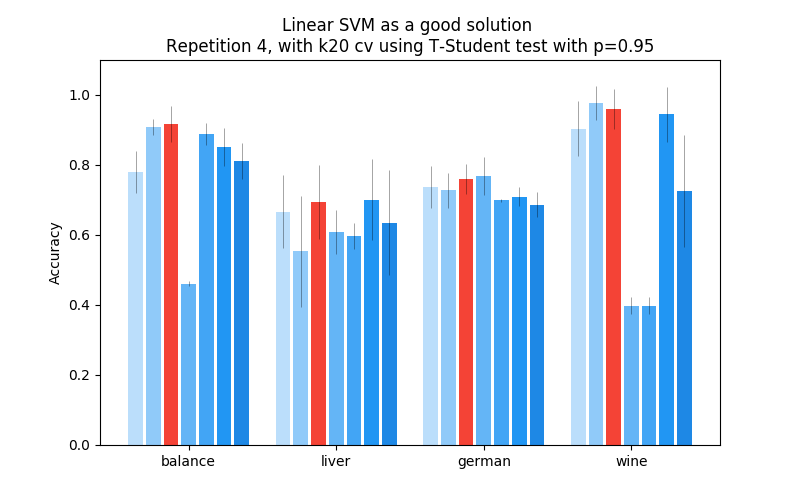 Linear SVM as a good solution
Repetition 4, with k20 cv using T-Student test with p=0.95
1.0
0.8
0.6
0.4
0.2
0.0
Accuracy
balance
liver
german
wine